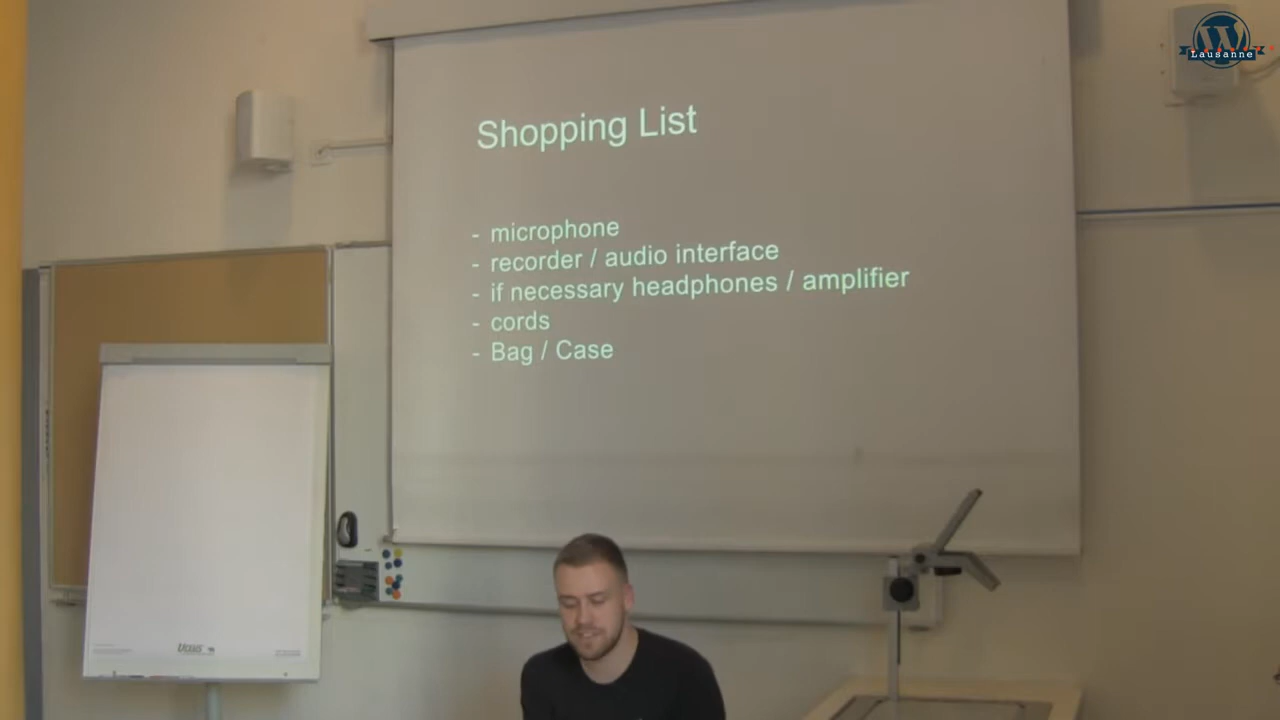 Lausanne
Shopping List
- microphone
- recorder / audio interface
- if necessary headphones / amplifier
- cords
- Bag / Case